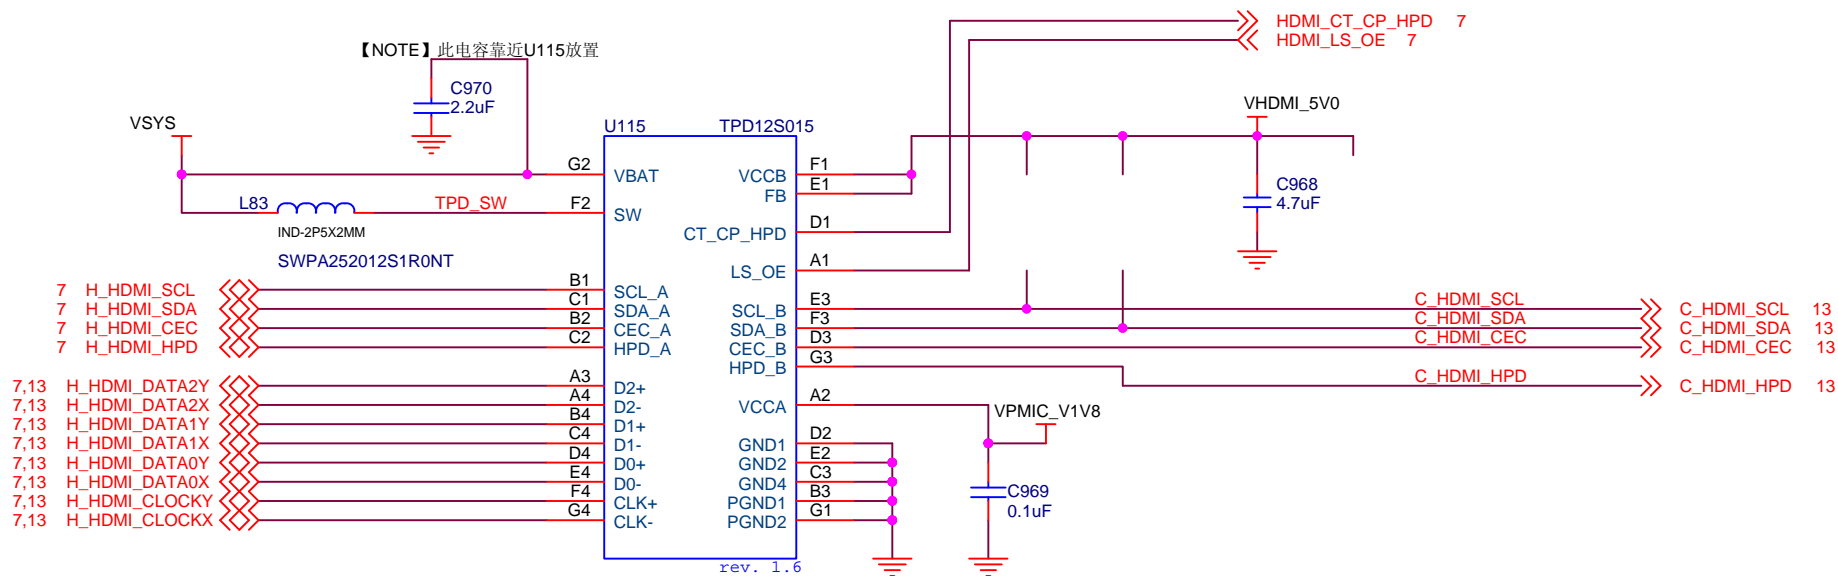 HDMI_CT_CP_HPD 7
HDMI_LS_OE 7
【NOTE】此电容靠近U115放置
C970
2.2uF
VSYS
VHDMI_5V0
U115 TPD12S015
G2 VBAT
F2 SW
L83
TPD_SW
IND-2P5X2MM
SWPA252012S1R0NT
VCCB F1
FB E1
CT_CP_HPD D1
LS_OE A1
C968
4.7uF
7 H_HDMI_SCL B1 SCL_A
7 H_HDMI_SDA C1 SDA_A
7 H_HDMI_CEC B2 CEC_A
7 H_HDMI_HPD C2 HPD_A
SCL_B E3 C_HDMI_SCL C_HDMI_SCL 13
SDA_B F3 C_HDMI_SDA C_HDMI_SDA 13
CEC_B D3 C_HDMI_CEC C_HDMI_CEC 13
HPD_B G3 C_HDMI_HPD C_HDMI_HPD 13
7,13 H_HDMI_DATA2Y A3 D2+
7,13 H_HDMI_DATA2X A4 D2-
7,13 H_HDMI_DATA1Y B4 D1+
7,13 H_HDMI_DATA1X C4 D1-
7,13 H_HDMI_DATA0Y D4 D0+
7,13 H_HDMI_DATA0X E4 D0-
7,13 H_HDMI_CLOCKY F4 CLK+
7,13 H_HDMI_CLOCKX G4 CLK-
VCCA A2
VPMIC_V1V8
GND1 D2
GND2 E2
GND4 C3
PGND1 B3
PGND2 G1
C969
0.1uF
rev. 1.6